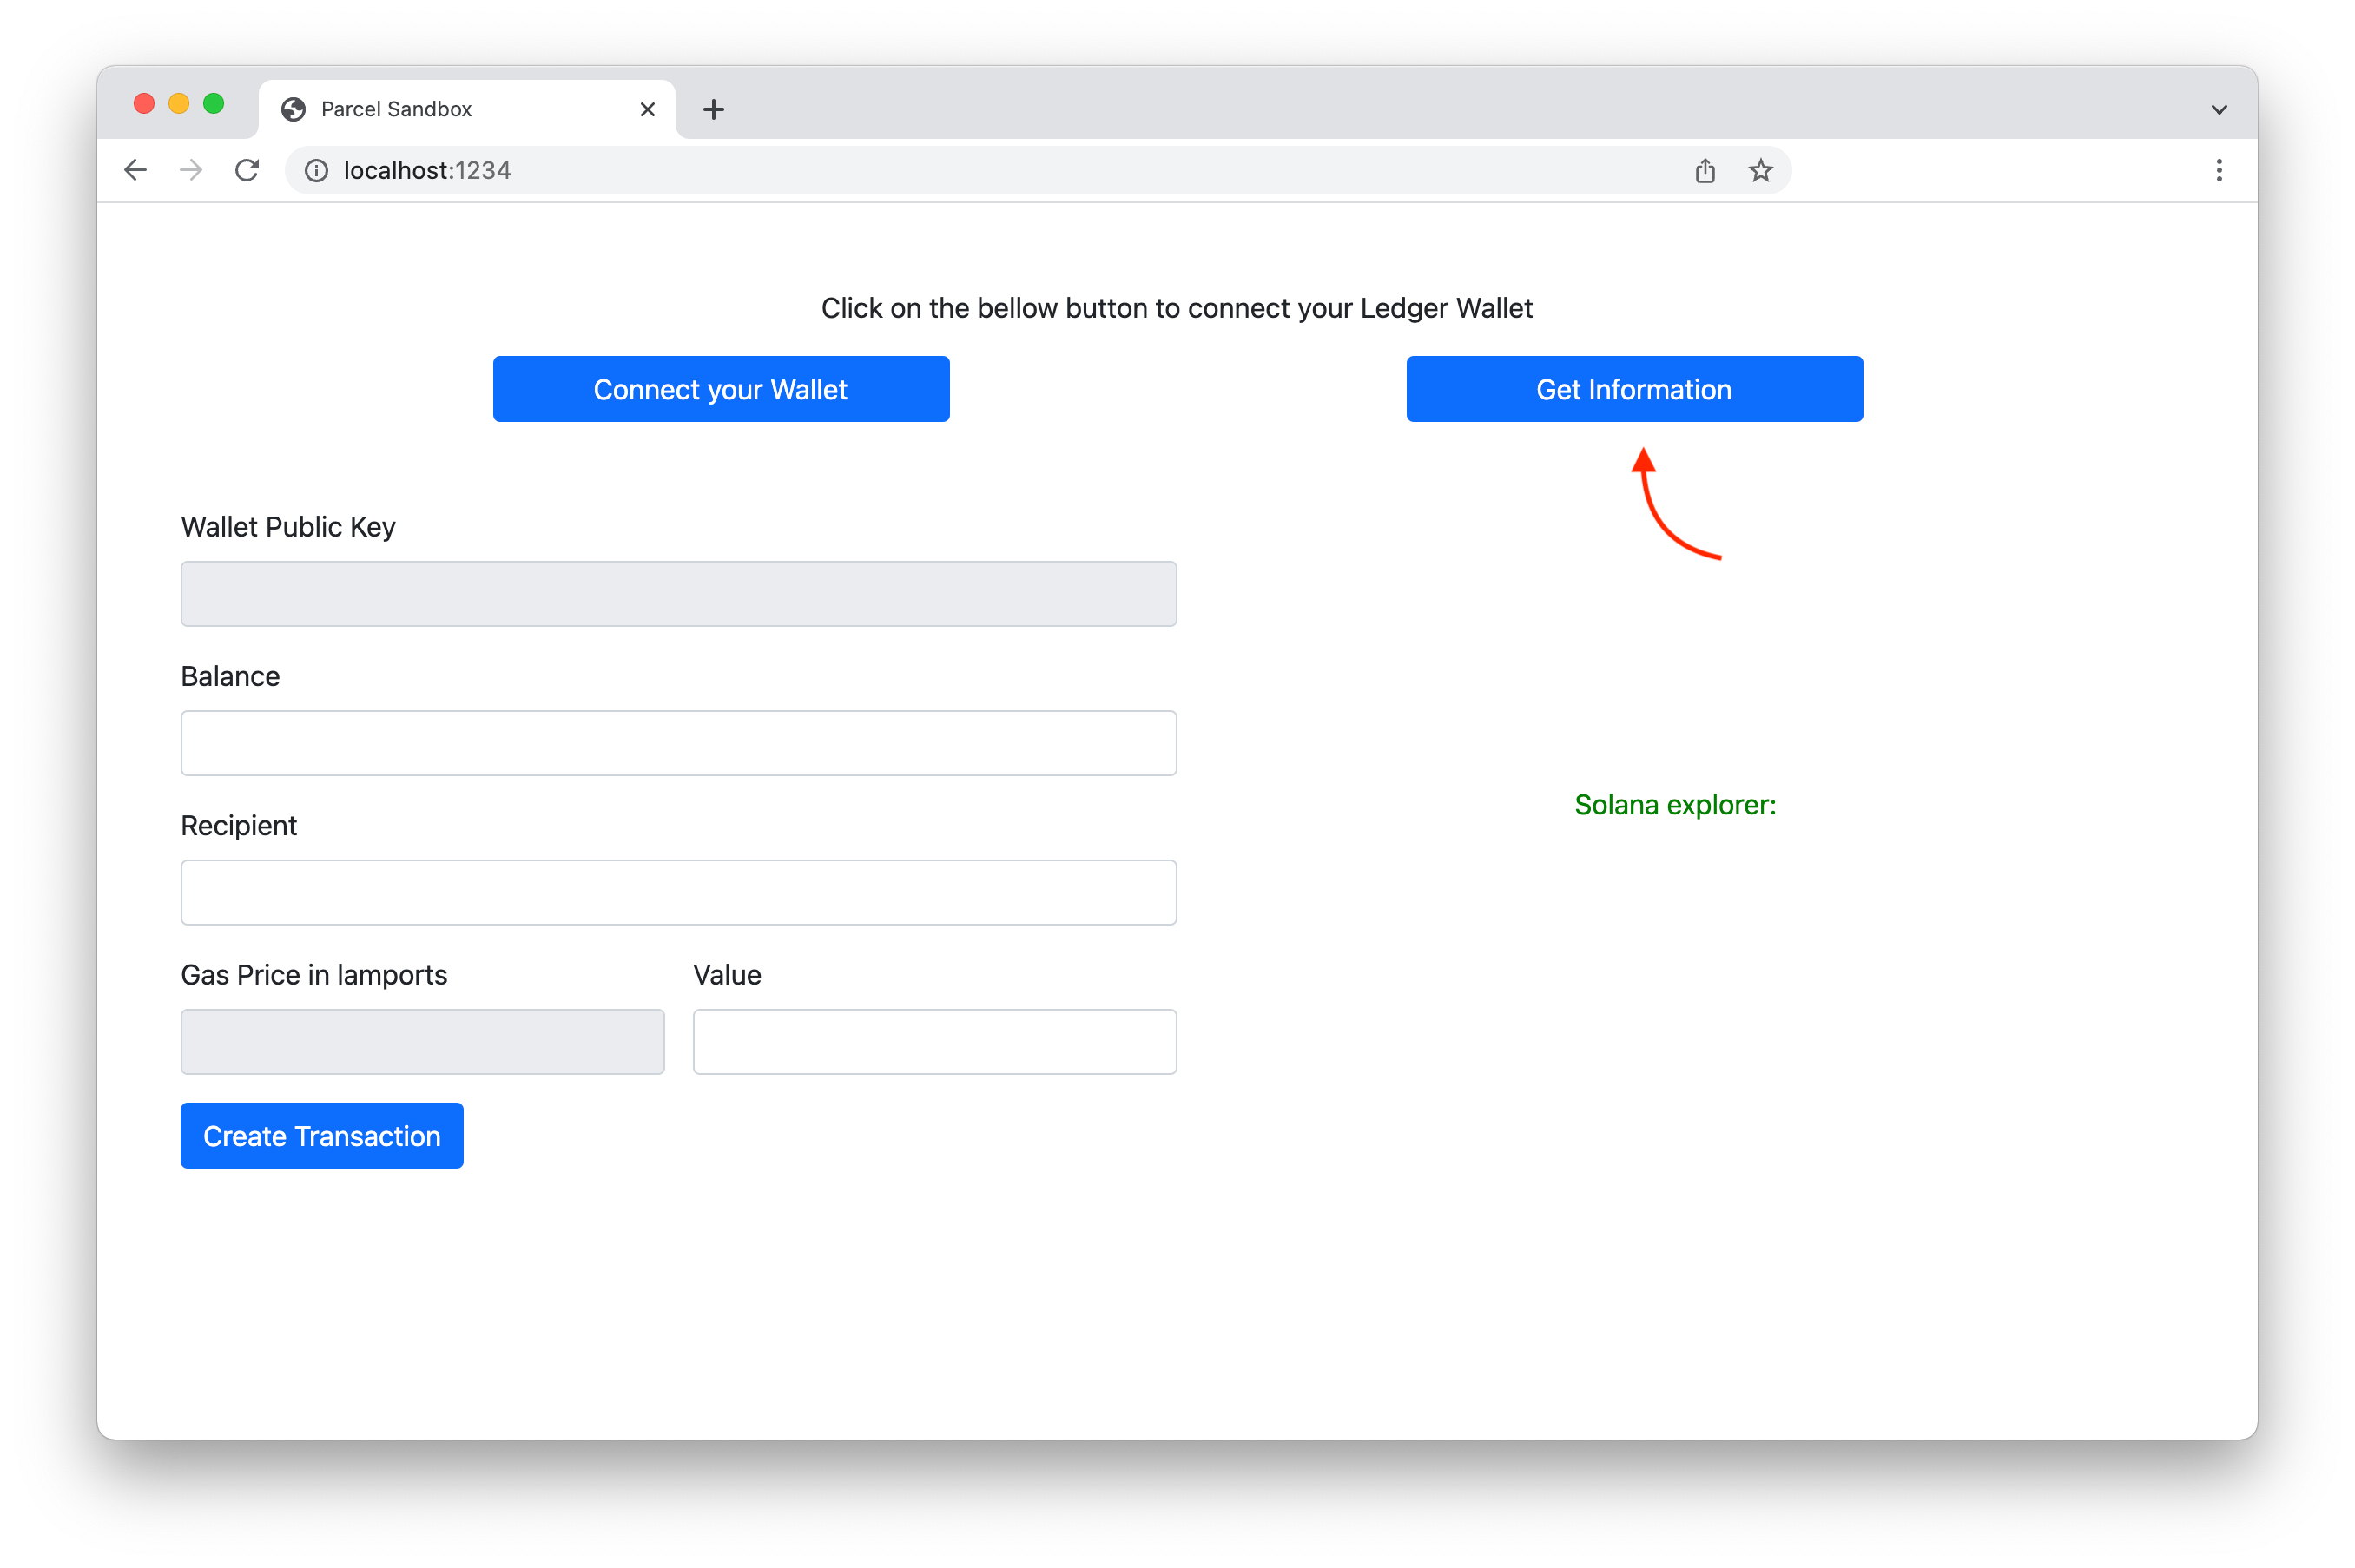 Parcel Sandbox
localhost:1234
Click on the bellow button to connect your Ledger Wallet
Connect your Wallet
Get Information
Wallet Public Key
Balance
Solana explorer:
Recipient
Gas Price in lamports
Value
Create Transaction